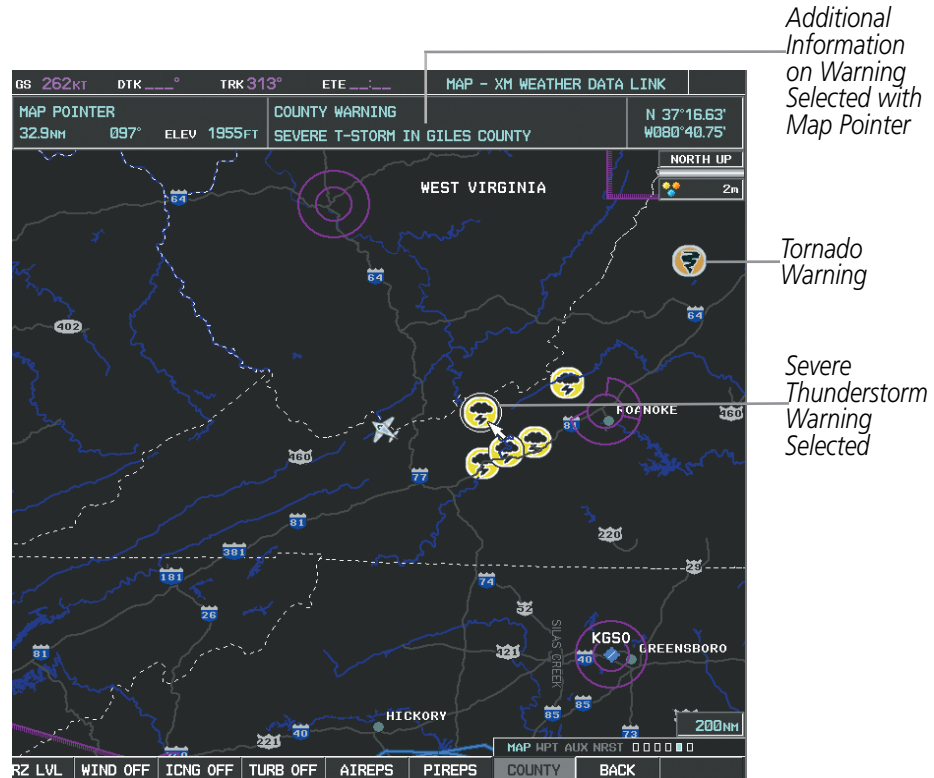 Additional
Information
on Warning
Selected with
Map Pointer
GS 262KT DTK ___° TRK 313° ETE __:__ MAP - XM WEATHER DATA LINK
MAP POINTER
32.9NM 097° ELEV 1955FT
COUNTY WARNING
SEVERE T-STORM IN GILES COUNTY
N 37°16.63'
W080°40.75'
NORTH UP
2m
WEST VIRGINIA
64
64
Tornado
Warning
64
402
Severe
Thunderstorm
Warning
Selected
ROANOKE
460
81
460
77
81
220
381
29
181
74
26
52
SILAS CREEK
KGSO
GREENSBORO
40
421
81
85
85
HICKORY
40
221
73
200NM
MAP WPT AUX NRST
RZ LVL WIND OFF ICNG OFF TURB OFF AIREPS PIREPS COUNTY BACK